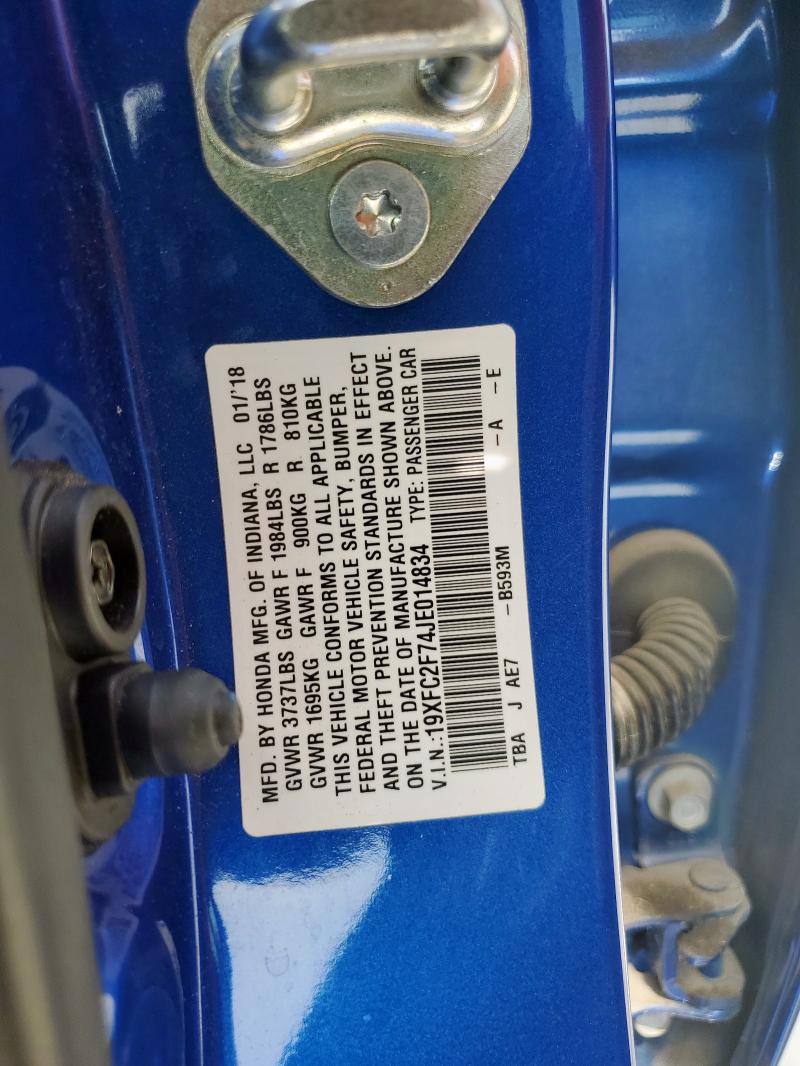 MFD. BY HONDA MFG. OF INDIANA, LLC 01/'18
GVWR 3737LBS GAWR F 1984LBS R 1786LBS
GVWR 1695KG GAWR F 900KG R 810KG
THIS VEHICLE CONFORMS TO ALL APPLICABLE
FEDERAL MOTOR VEHICLE SAFETY, BUMPER,
AND THEFT PREVENTION STANDARDS IN EFFECT
ON THE DATE OF MANUFACTURE SHOWN ABOVE.
V.I.N.:19XFC2F74JE014834 TYPE: PASSENGER CAR
TBA J AE7 -B593M -A -E